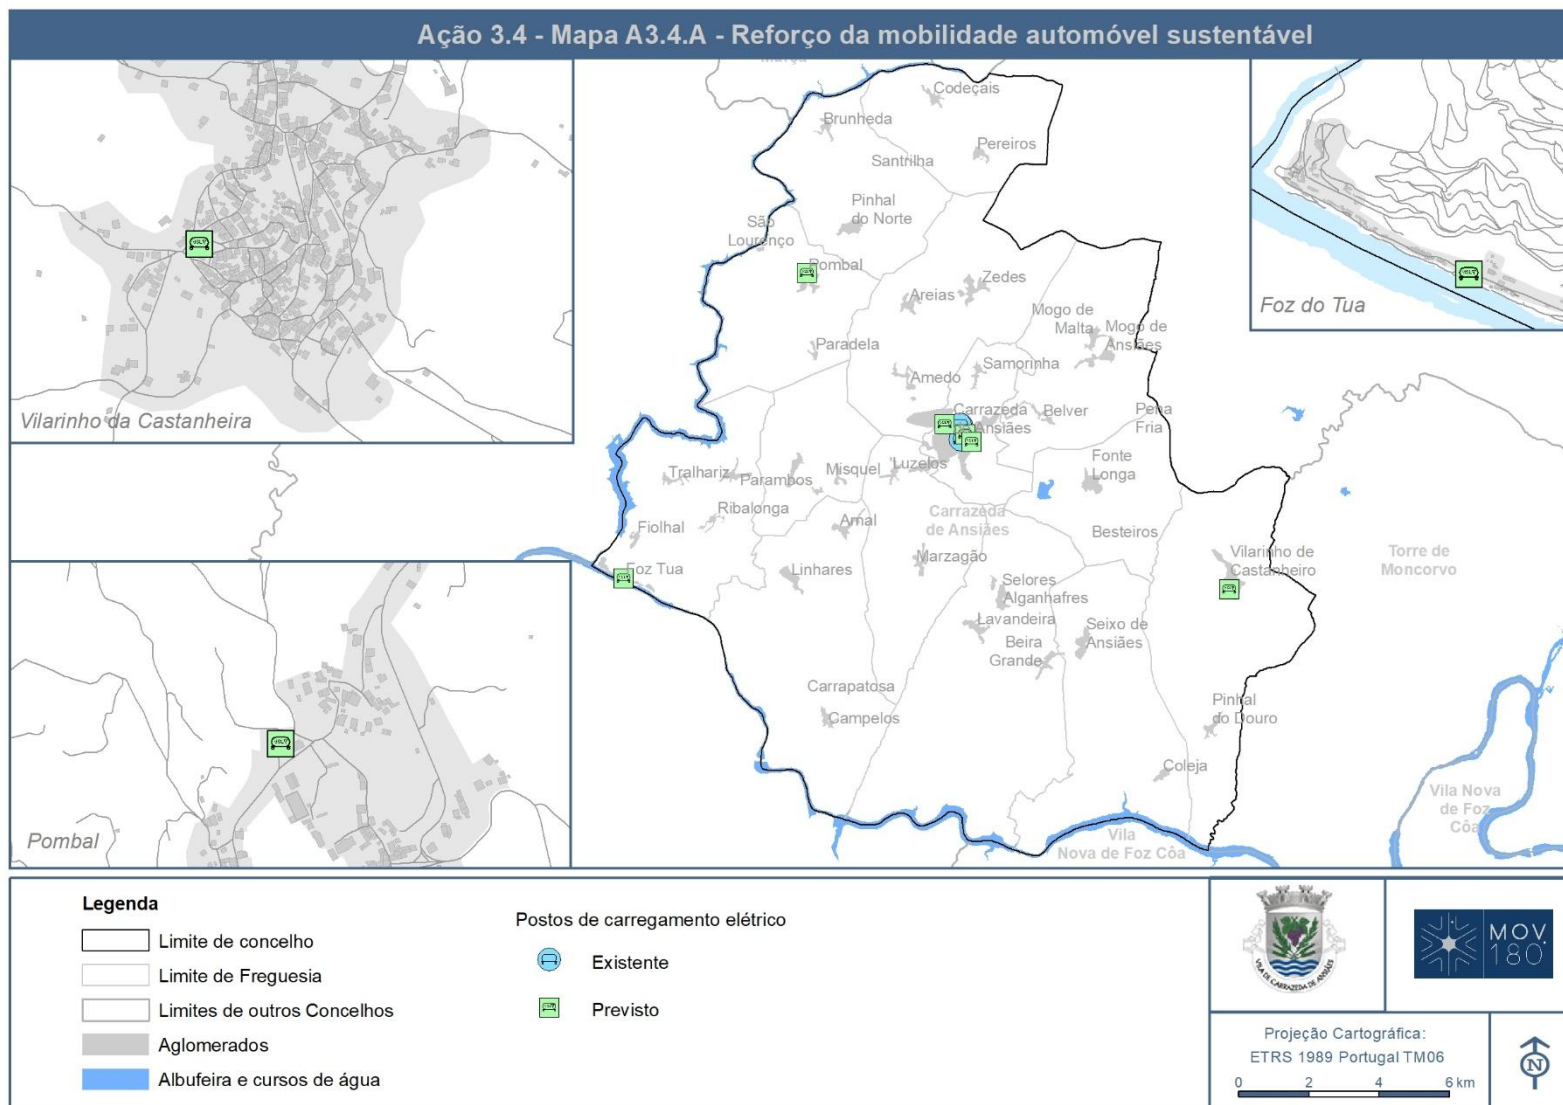 Ação 3.4 - Mapa A3.4.A - Reforço da mobilidade automóvel sustentável
Codeçais
Brunheda
Pereiros
Santrilha
Pinhal
do Norte
São
Lourenço
Pombal
Zedes
Areias
Mogo de
Malta
Mogo de
Ansiães
Paradela
Samorinha
Amedo
Carrazeda
Ansiães
Belver
Pena
Fria
Fonte
Longa
Luzelos
Misquel
Parambos
Tralhariz
Ribalonga
Fiolhal
Amal
Carrazeda
de Ansiães
Besteiros
Vilarinho de
Castanheiro
Torre de
Moncorvo
Foz Tua
Linhares
Marzagão
Selores
Alganhafres
Lavandeira
Beira
Grande
Seixo de
Ansiães
Carrapatosa
Campelos
Pinhal
do Douro
Coleja
Vila
Nova de Foz Côa
Vila Nova
de Foz
Côa
Vilarinho da Castanheira
Foz do Tua
Pombal
Legenda
Limite de concelho
Limite de Freguesia
Limites de outros Concelhos
Aglomerados
Albufeira e cursos de água
Postos de carregamento elétrico
Existente
Previsto
VILA DE CARRAZEDA DE ANSIÃES
MOV.
180°
Projeção Cartográfica:
ETRS 1989 Portugal TM06
0 2 4 6 km
N